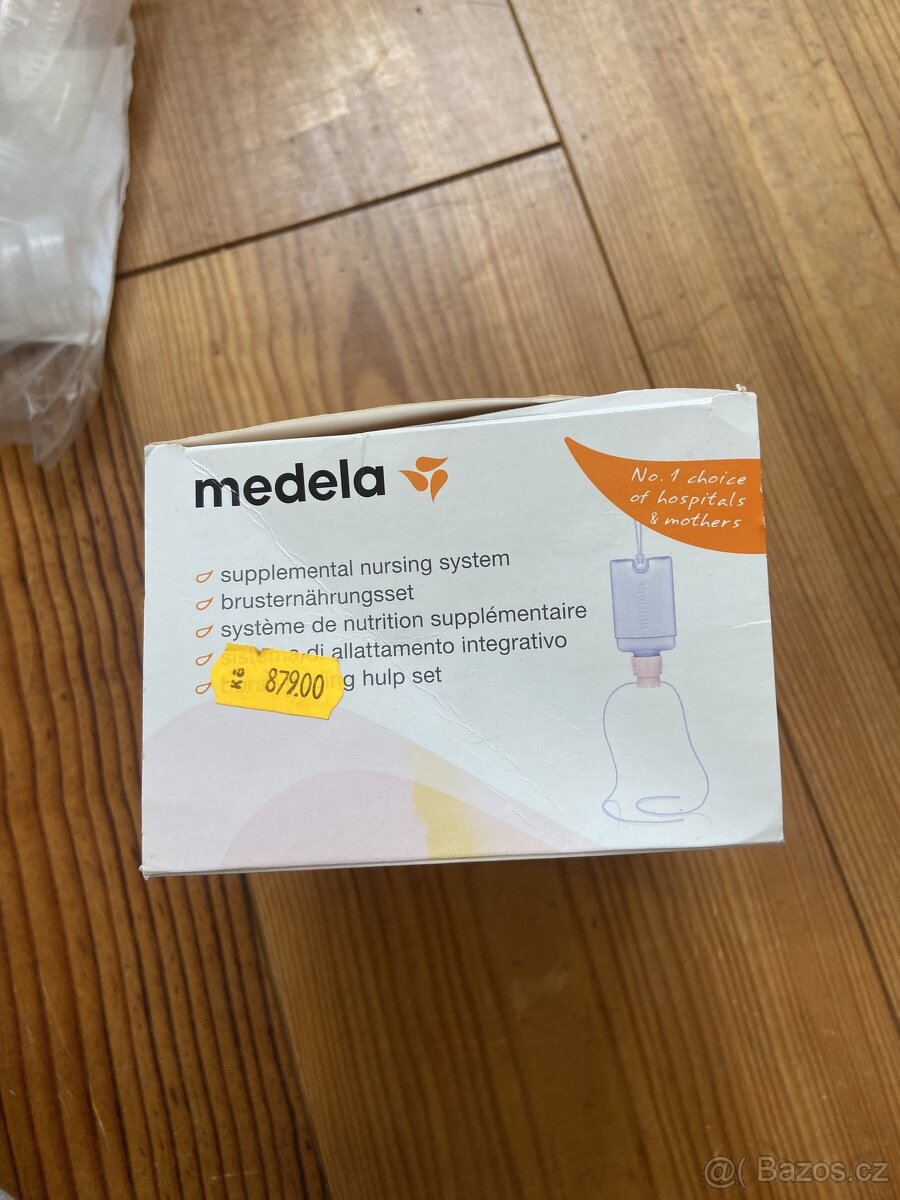 medela
No. 1 choice
of hospitals
& mothers
supplemental nursing system
brusternährungsset
système de nutrition supplémentaire
sistema di allattamento integrativo
hulp set
Kč 879.00
medela
@( Bazos.cz